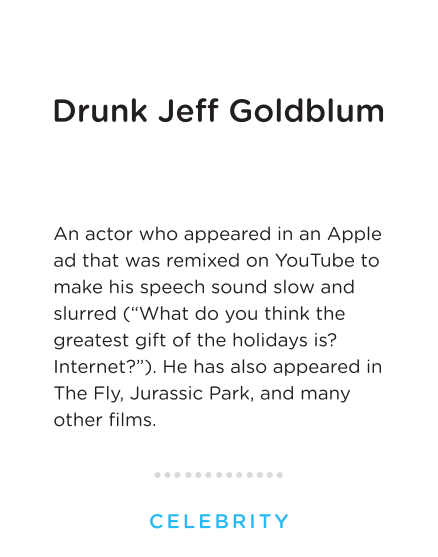 Drunk Jeff Goldblum
An actor who appeared in an Apple
ad that was remixed on YouTube to
make his speech sound slow and
slurred (“What do you think the
greatest gift of the holidays is?
Internet?”). He has also appeared in
The Fly, Jurassic Park, and many
other films.
CELEBRITY